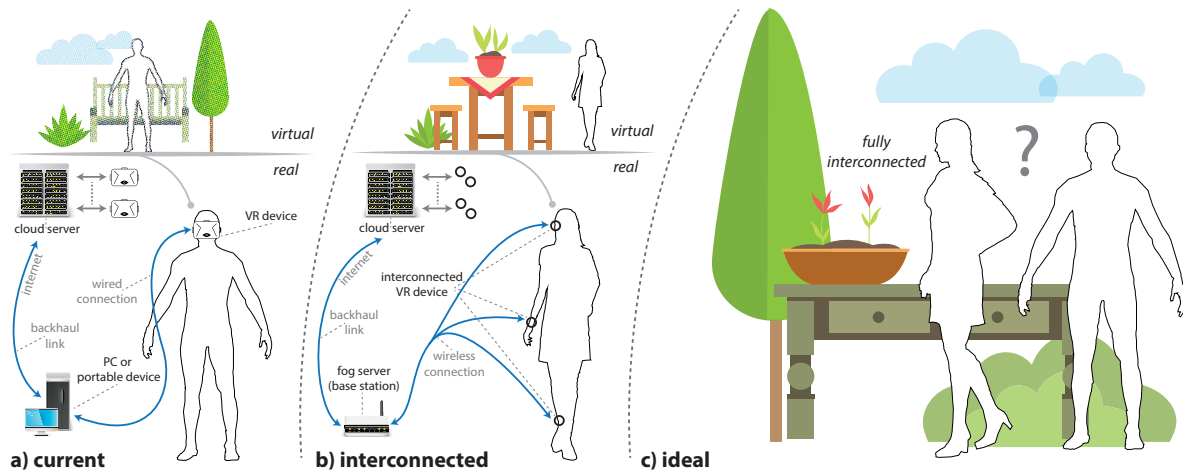 virtual
real
cloud server
VR device
internet
wired
connection
backhaul
link
PC or
portable device
a) current
virtual
real
cloud server
internet
interconnected
VR device
backhaul
link
wireless
connection
fog server
(base station)
b) interconnected
fully
interconnected
?
c) ideal